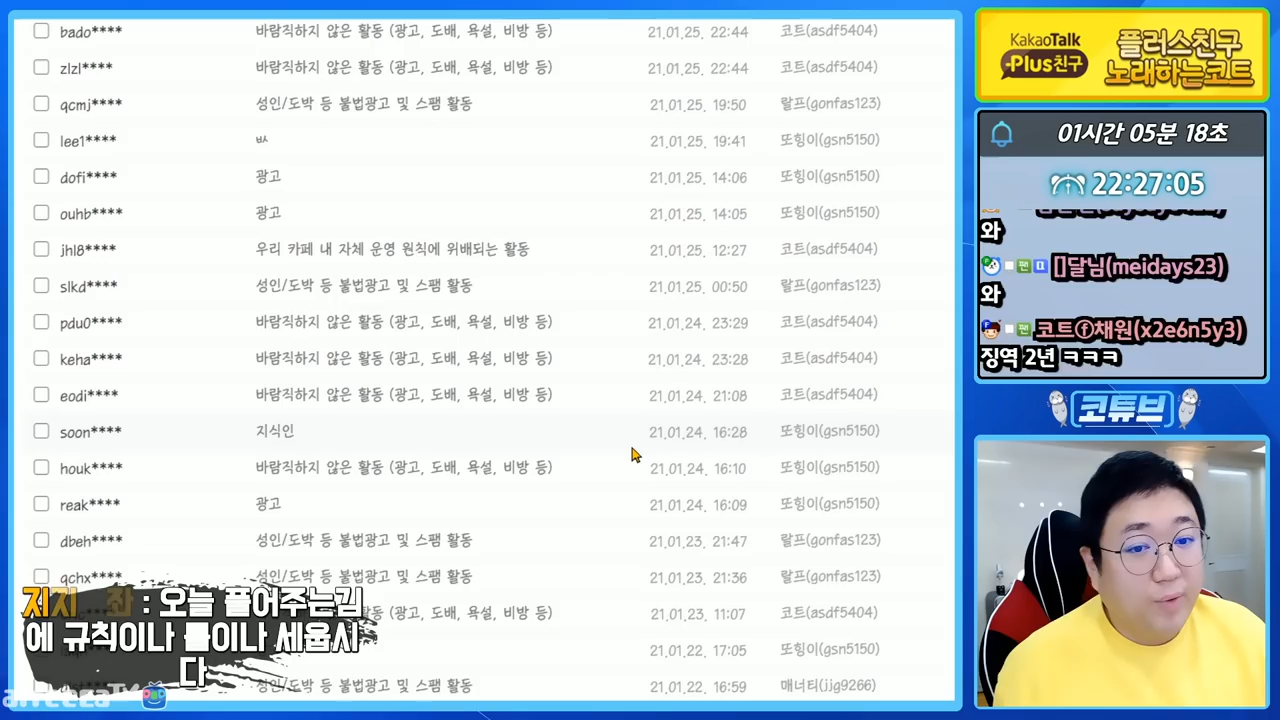 bado**** 바람직하지 않은 활동 (광고, 도배, 욕설, 비방 등) 21.01.25. 22:44 코트(asdf5404)
zlzl**** 바람직하지 않은 활동 (광고, 도배, 욕설, 비방 등) 21.01.25. 22:44 코트(asdf5404)
qcmj**** 성인/도박 등 불법광고 및 스팸 활동 21.01.25. 19:50 랄프(gonfas123)
lee1**** ㅄ 21.01.25. 19:41 또힝이(gsn5150)
dofi**** 광고 21.01.25. 14:06 또힝이(gsn5150)
ouhb**** 광고 21.01.25. 14:05 또힝이(gsn5150)
jhl8**** 우리 카페 내 자체 운영 원칙에 위배되는 활동 21.01.25. 12:27 코트(asdf5404)
slkd**** 성인/도박 등 불법광고 및 스팸 활동 21.01.25. 00:50 랄프(gonfas123)
pdu0**** 바람직하지 않은 활동 (광고, 도배, 욕설, 비방 등) 21.01.24. 23:29 코트(asdf5404)
keha**** 바람직하지 않은 활동 (광고, 도배, 욕설, 비방 등) 21.01.24. 23:28 코트(asdf5404)
eodi**** 바람직하지 않은 활동 (광고, 도배, 욕설, 비방 등) 21.01.24. 21:08 코트(asdf5404)
soon**** 지식인 21.01.24. 16:28 또힝이(gsn5150)
houk**** 바람직하지 않은 활동 (광고, 도배, 욕설, 비방 등) 21.01.24. 16:10 또힝이(gsn5150)
reak**** 광고 21.01.24. 16:09 또힝이(gsn5150)
dbeh**** 성인/도박 등 불법광고 및 스팸 활동 21.01.23. 21:47 랄프(gonfas123)
qchx**** 성인/도박 등 불법광고 및 스팸 활동 21.01.23. 21:36 랄프(gonfas123)
(광고, 도배, 욕설, 비방 등) 21.01.23. 11:07 코트(asdf5404)
21.01.22. 17:05 또힝이(gsn5150)
성인/도박 등 불법광고 및 스팸 활동 21.01.22. 16:59 매너티(jjg9266)
: 오늘 풀어주는김
에 규칙이나 룰이나 세웁시
다
KakaoTalk
Plus친구
플러스친구
노래하는코트
01시간 05분 18초
22:27:05
와
팬 []달님(meidays23)
와
팬 코트ⓕ채원(x2e6n5y3)
징역 2년 ㅋㅋㅋ
코튜브